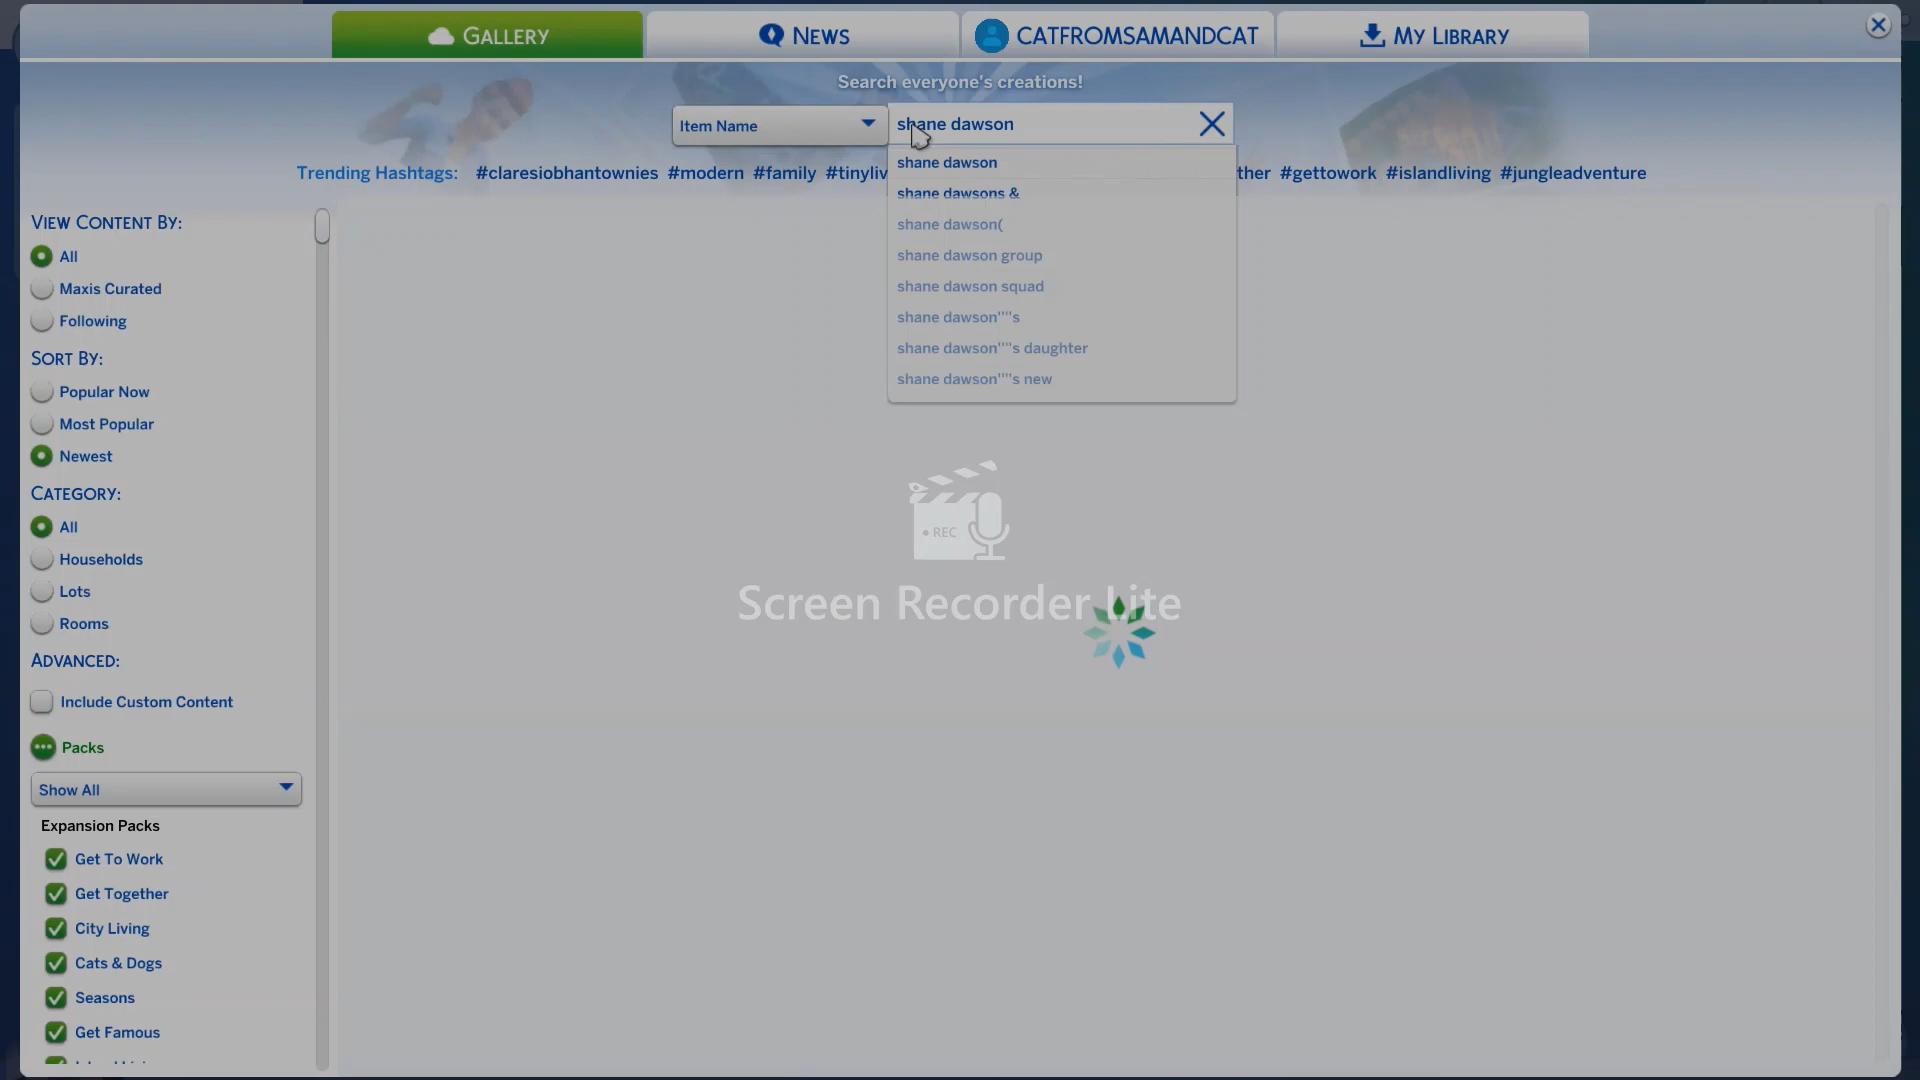 GALLERY
NEWS
CATFROMSAMANDCAT
MY LIBRARY
Search everyone's creations!
Item Name
shane dawson
Trending Hashtags: #claresiobhantownies #modern #family #tinyliv
ther #gettowork #islandliving #jungleadventure
shane dawson
shane dawsons &
shane dawson(
shane dawson group
shane dawson squad
shane dawson""s
shane dawson""s daughter
shane dawson""s new
VIEW CONTENT BY:
All
Maxis Curated
Following
SORT BY:
Popular Now
Most Popular
Newest
CATEGORY:
All
Households
Lots
Rooms
ADVANCED:
Include Custom Content
Packs
Show All
Expansion Packs
Get To Work
Get Together
City Living
Cats & Dogs
Seasons
Get Famous
REC
Screen Recorder Lite